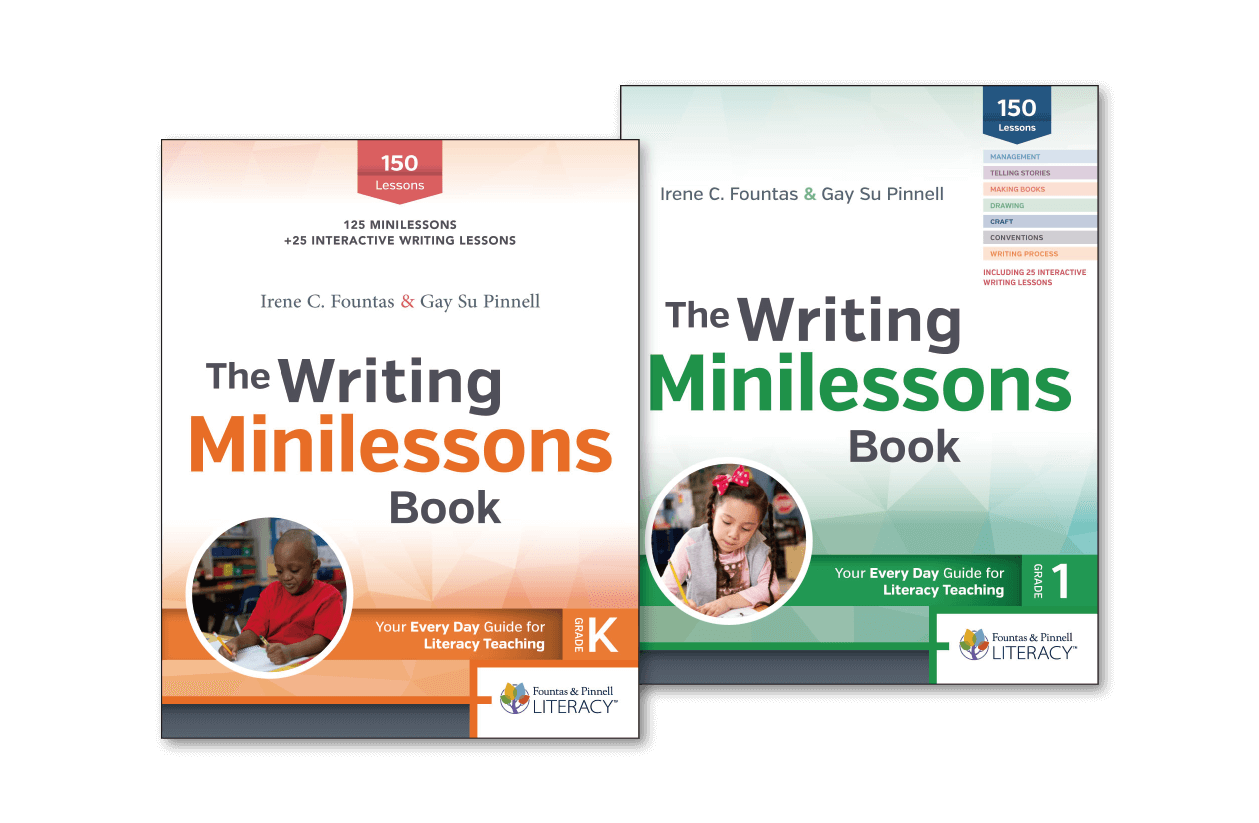 150
Lessons
125 MINILESSONS
+25 INTERACTIVE WRITING LESSONS
Irene C. Fountas & Gay Su Pinnell
The Writing
Minilessons
Book
Your Every Day Guide for
Literacy Teaching
GRADE K
Fountas & Pinnell
LITERACY™
150
Lessons
MANAGEMENT
TELLING STORIES
MAKING BOOKS
DRAWING
CRAFT
CONVENTIONS
WRITING PROCESS
INCLUDING 25 INTERACTIVE
WRITING LESSONS
Irene C. Fountas & Gay Su Pinnell
The Writing
Minilessons
Book
Your Every Day Guide for
Literacy Teaching
GRADE 1
Fountas & Pinnell
LITERACY™